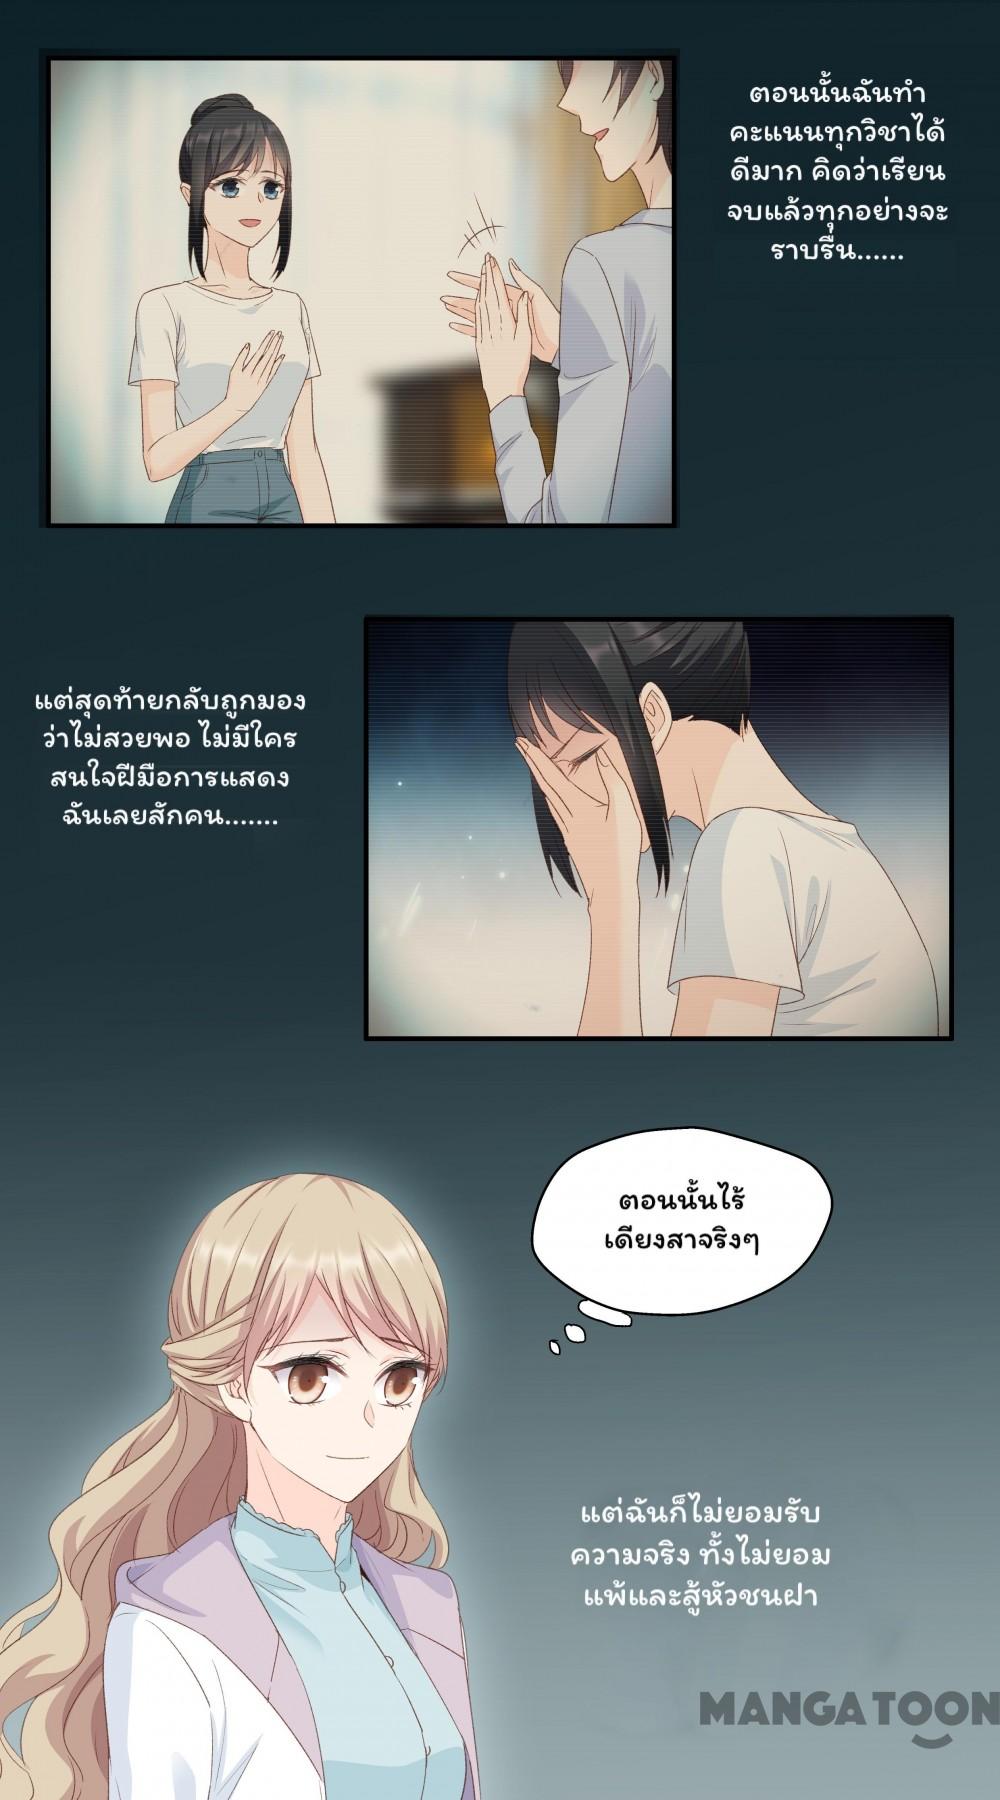 ตอนนั้นฉันทำ
คะแนนทุกวิชาได้
ดีมาก คิดว่าเรียน
จบแล้วทุกอย่างจะ
ราบรื่น......
แต่สุดท้ายกลับถูกมอง
ว่าไม่สวยพอ ไม่มีใคร
สนใจฝีมือการแสดง
ฉันเลยสักคน.......
ตอนนั้นไร้
เดียงสาจริงๆ
แต่ฉันก็ไม่ยอมรับ
ความจริง ทั้งไม่ยอม
แพ้และสู้หัวชนฝา
MANGATOON